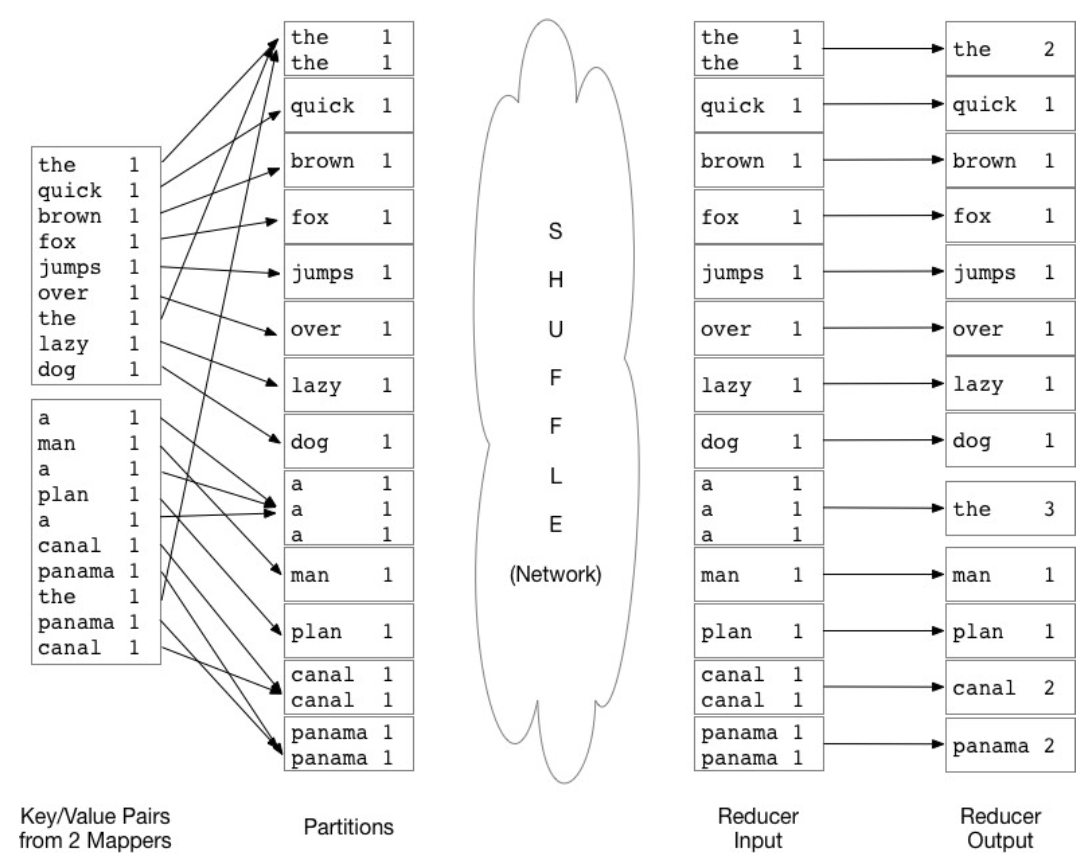 the 1
quick 1
brown 1
fox 1
jumps 1
over 1
the 1
lazy 1
dog 1
a 1
man 1
a 1
plan 1
a 1
canal 1
panama 1
the 1
panama 1
canal 1
Key/Value Pairs
from 2 Mappers
the 1
the 1
quick 1
brown 1
fox 1
jumps 1
over 1
lazy 1
dog 1
a 1
a 1
a 1
man 1
plan 1
canal 1
canal 1
panama 1
panama 1
Partitions
S
H
U
F
F
L
E
(Network)
the 1
the 1
quick 1
brown 1
fox 1
jumps 1
over 1
lazy 1
dog 1
a 1
a 1
a 1
man 1
plan 1
canal 1
canal 1
panama 1
panama 1
Reducer
Input
the 2
quick 1
brown 1
fox 1
jumps 1
over 1
lazy 1
dog 1
the 3
man 1
plan 1
canal 2
panama 2
Reducer
Output